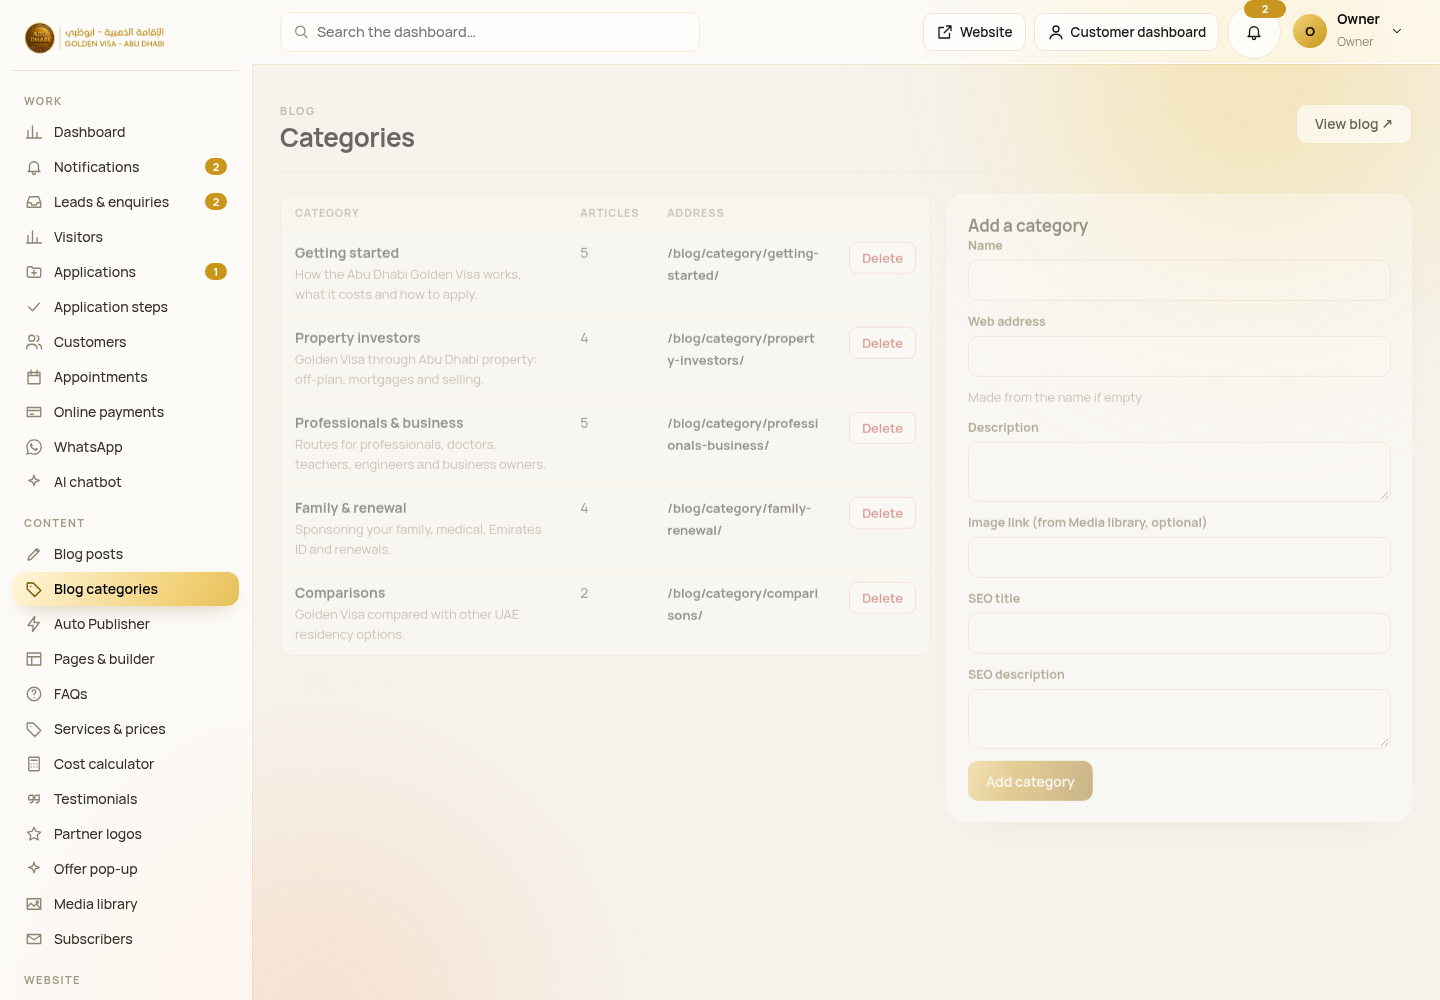 الإقامة الذهبية - ابوظبي
GOLDEN VISA - ABU DHABI
ABU DHABI
Search the dashboard...
Website
Customer dashboard
2
O
Owner
Owner
WORK
Dashboard
Notifications 2
Leads & enquiries 2
Visitors
Applications 1
Application steps
Customers
Appointments
Online payments
WhatsApp
AI chatbot
CONTENT
Blog posts
Blog categories
Auto Publisher
Pages & builder
FAQs
Services & prices
Cost calculator
Testimonials
Partner logos
Offer pop-up
Media library
Subscribers
WEBSITE
BLOG
Categories
View blog ↗
CATEGORY ARTICLES ADDRESS
Getting started 5 /blog/category/getting-started/ Delete
How the Abu Dhabi Golden Visa works,
what it costs and how to apply.
Property investors 4 /blog/category/property-investors/ Delete
Golden Visa through Abu Dhabi property:
off-plan, mortgages and selling.
Professionals & business 5 /blog/category/professionals-business/ Delete
Routes for professionals, doctors,
teachers, engineers and business owners.
Family & renewal 4 /blog/category/family-renewal/ Delete
Sponsoring your family, medical, Emirates
ID and renewals.
Comparisons 2 /blog/category/comparisons/ Delete
Golden Visa compared with other UAE
residency options.
Add a category
Name
Web address
Made from the name if empty
Description
Image link (from Media library, optional)
SEO title
SEO description
Add category